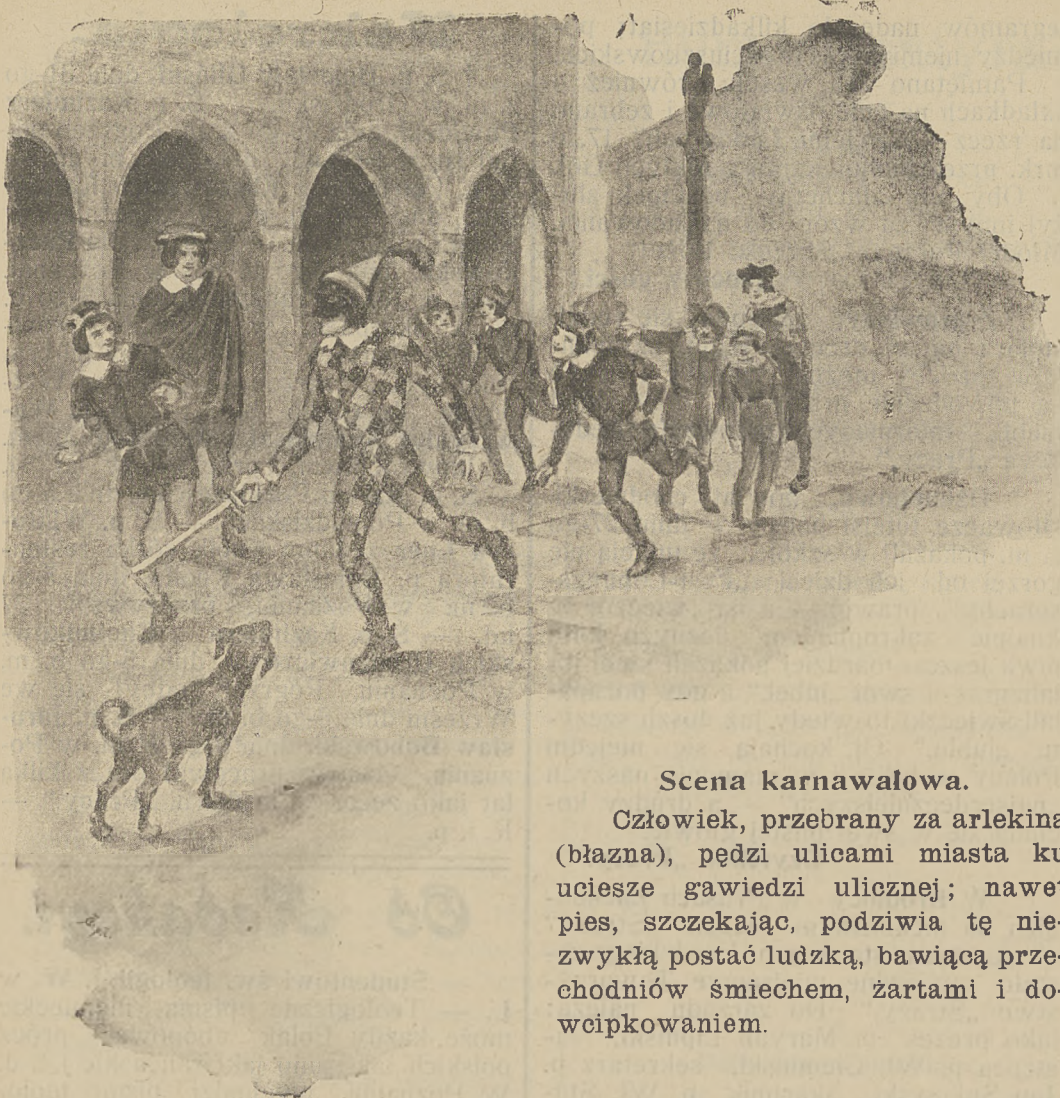 Scena karnawałowa.
Człowiek, przebrany za arlekina
(błazna), pędzi ulicami miasta ku
uciesze gawiedzi ulicznej; nawet
pies, szczekając, podziwia tę nie-
zwykłą postać ludzką, bawiącą prze-
chodniów śmiechem, żartami i do-
wcipkowaniem.